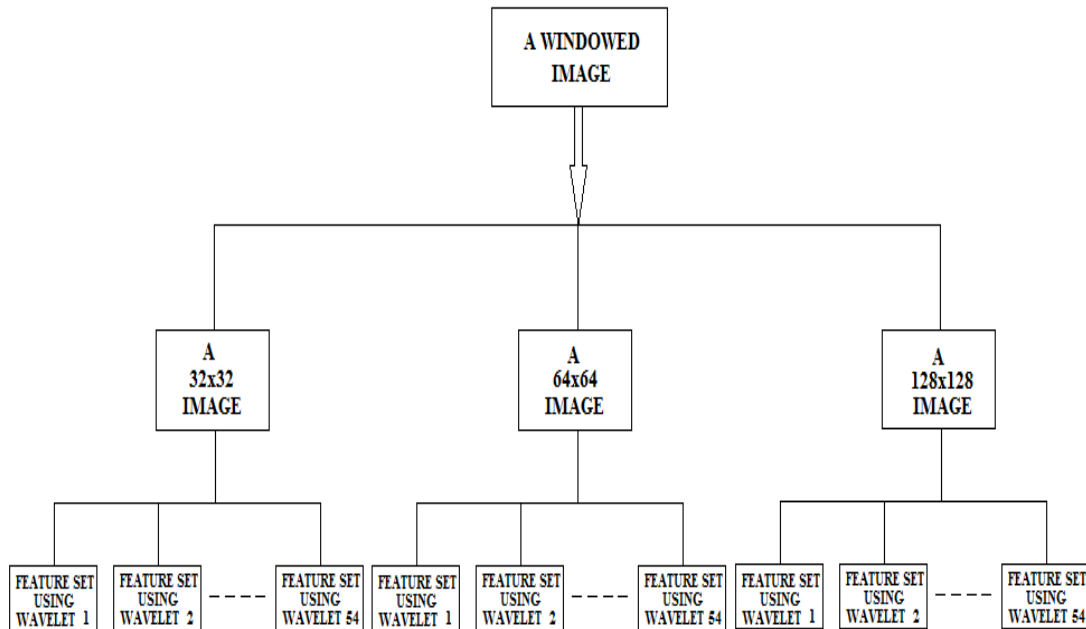 A WINDOWED
IMAGE
A
32x32
IMAGE
A
64x64
IMAGE
A
128x128
IMAGE
FEATURE SET
USING
WAVELET 1
FEATURE SET
USING
WAVELET 2
FEATURE SET
USING
WAVELET 54
FEATURE SET
USING
WAVELET 1
FEATURE SET
USING
WAVELET 2
FEATURE SET
USING
WAVELET 54
FEATURE SET
USING
WAVELET 1
FEATURE SET
USING
WAVELET 2
FEATURE SET
USING
WAVELET 54